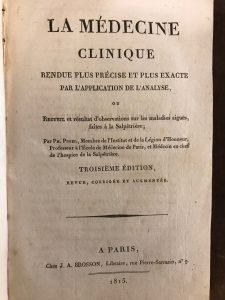 LA MÉDECINE
CLINIQUE
RENDUE PLUS PRÉCISE ET PLUS EXACTE
PAR L'APPLICATION DE L'ANALYSE,
OU
RECUEIL et résultat d'observations sur les maladies aiguës,
faites à la Salpêtrière;
PAR PH. PINEL, Membre de l'Institut et de la Légion d'Honneur,
Professeur à l'École de Médecine de Paris, et Médecin en chef
de l'hospice de la Salpêtrière.
TROISIÈME ÉDITION,
REVUE, CORRIGÉE ET AUGMENTÉE.
A PARIS,
Chez J. A. BROSSON, Libraire, rue Pierre-Sarrazin, n° 9.
1815.